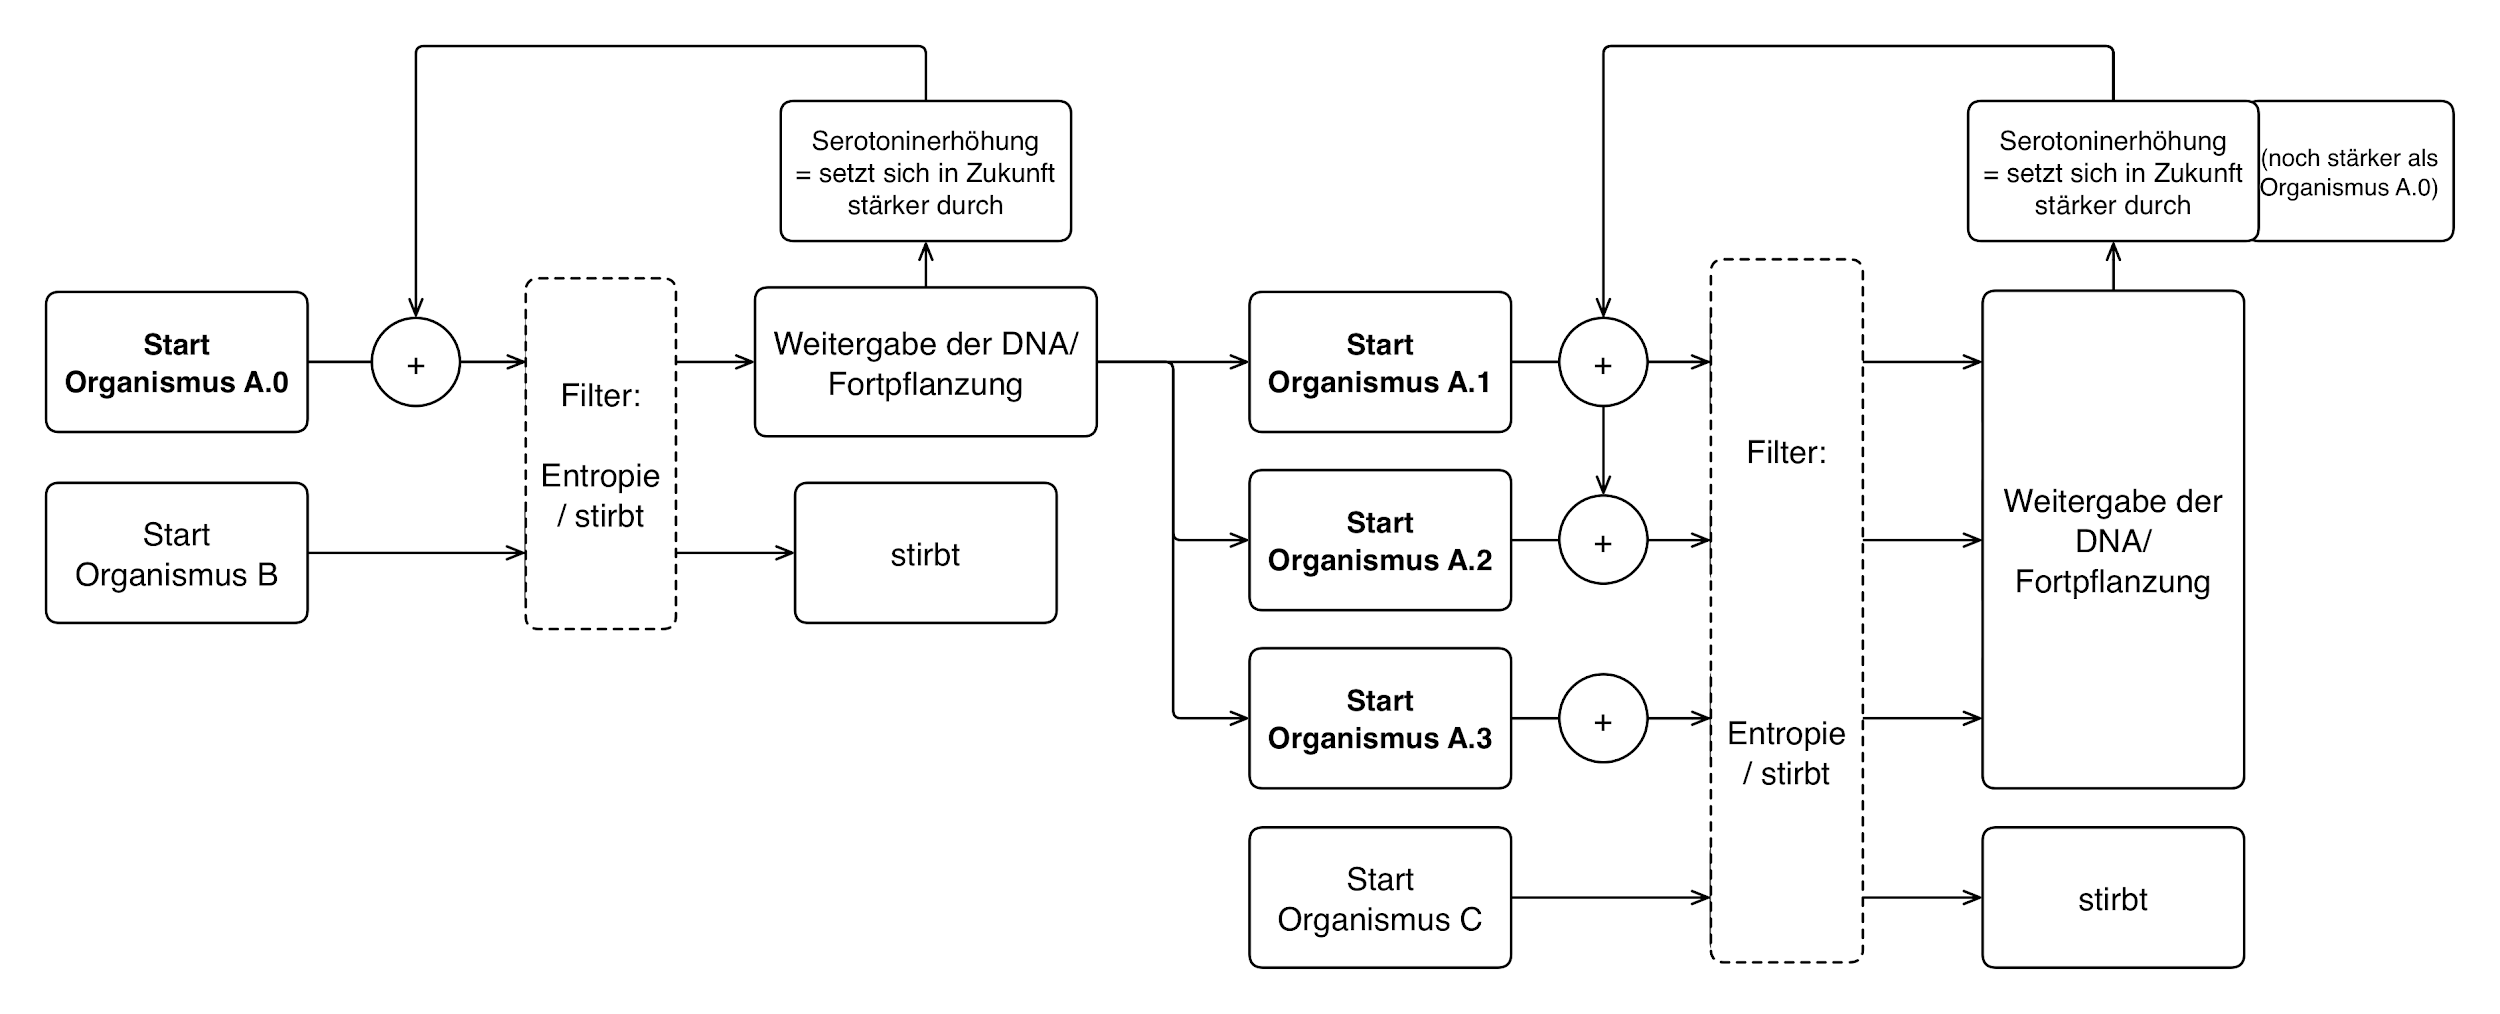 Serotoninerhöhung
= setzt sich in Zukunft
stärker durch
Start
Organismus A.0
+
Filter:
Entropie
/ stirbt
Weitergabe der DNA/
Fortpflanzung
Start
Organismus B
stirbt
Serotoninerhöhung
= setzt sich in Zukunft
stärker durch
(noch stärker als
Organismus A.0)
Start
Organismus A.1
+
Start
Organismus A.2
+
Start
Organismus A.3
+
Filter:
Entropie
/ stirbt
Weitergabe der
DNA/
Fortpflanzung
Start
Organismus C
stirbt